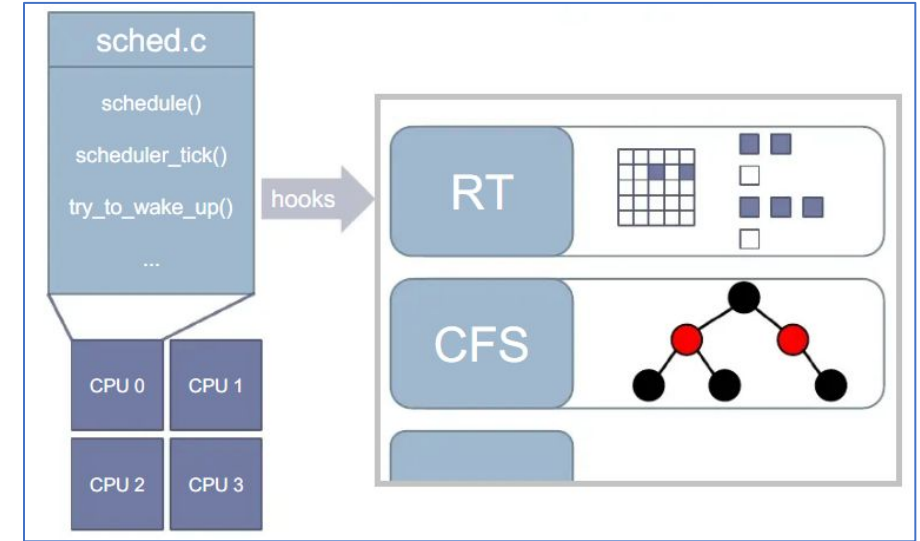 sched.c
schedule()
scheduler_tick()
try_to_wake_up()
...
hooks
RT
CFS
CPU 0
CPU 1
CPU 2
CPU 3